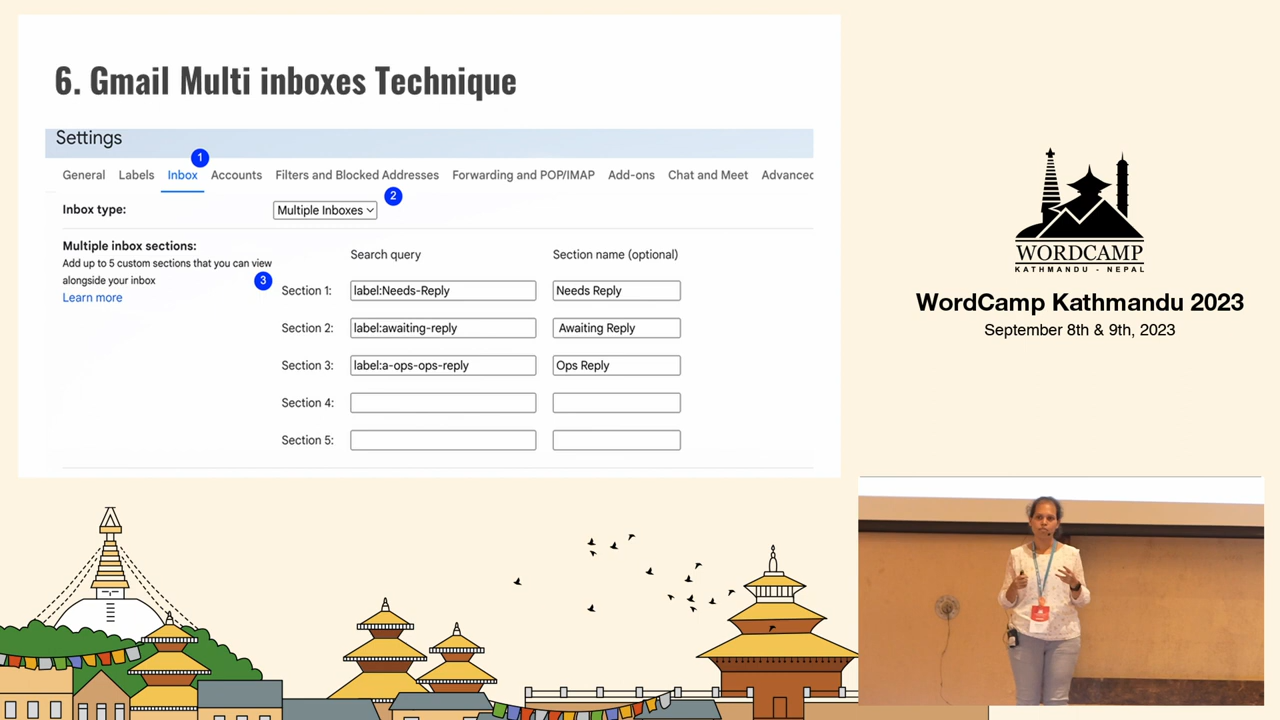 6. Gmail Multi inboxes Technique
Settings
1
General Labels Inbox Accounts Filters and Blocked Addresses Forwarding and POP/IMAP Add-ons Chat and Meet Advanced
2
Inbox type: Multiple Inboxes
Multiple inbox sections:
Add up to 5 custom sections that you can view
alongside your inbox
Learn more
3
Search query Section name (optional)
Section 1: label:Needs-Reply Needs Reply
Section 2: label:awaiting-reply Awaiting Reply
Section 3: label:a-ops-ops-reply Ops Reply
Section 4:
Section 5:
WORDCAMP
KATHMANDU - NEPAL
WordCamp Kathmandu 2023
September 8th & 9th, 2023